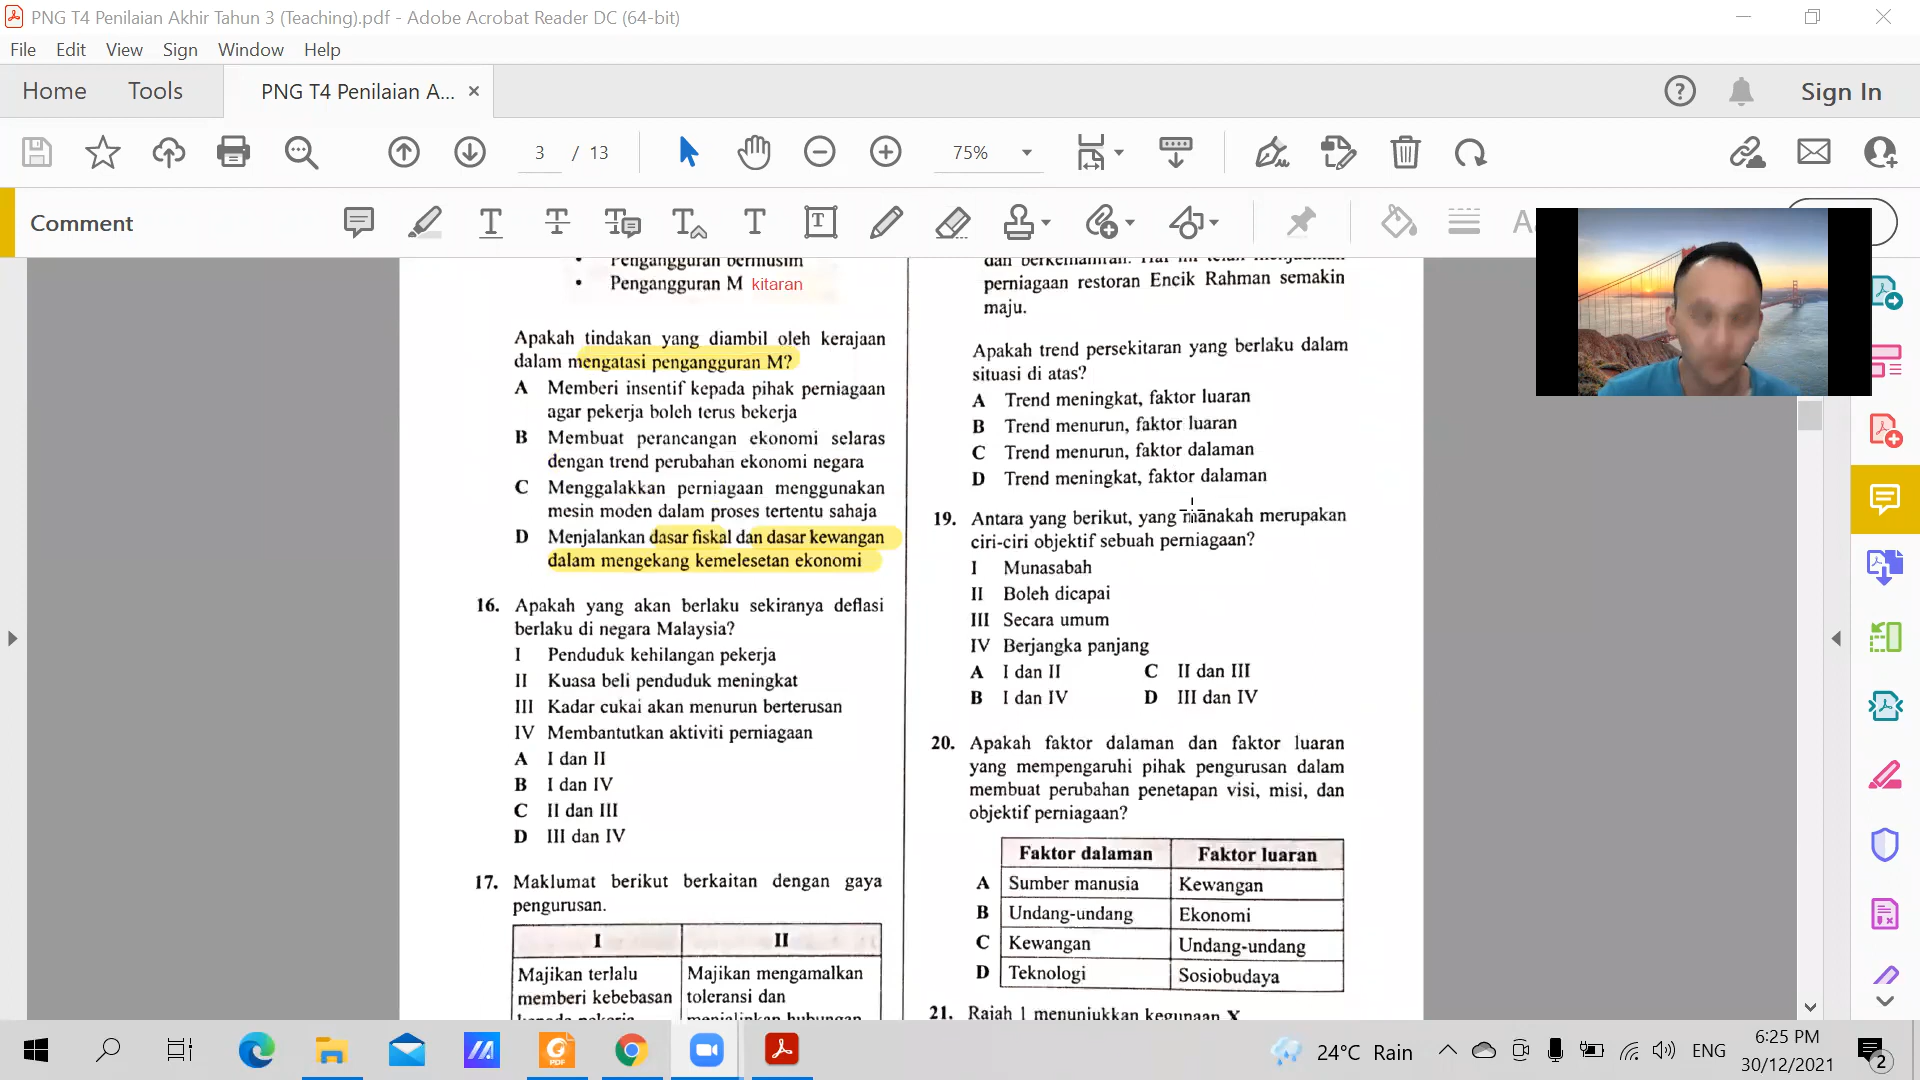 PNG T4 Penilaian Akhir Tahun 3 (Teaching).pdf - Adobe Acrobat Reader DC (64-bit)
File Edit View Sign Window Help
Home Tools PNG T4 Penilaian A... × Sign In
3 / 13 75%
Comment
Pengangguran bermusim
Pengangguran M kitaran
Apakah tindakan yang diambil oleh kerajaan
dalam mengatasi pengangguran M?
A Memberi insentif kepada pihak perniagaan
agar pekerja boleh terus bekerja
B Membuat perancangan ekonomi selaras
dengan trend perubahan ekonomi negara
C Menggalakkan perniagaan menggunakan
mesin moden dalam proses tertentu sahaja
D Menjalankan dasar fiskal dan dasar kewangan
dalam mengekang kemelesetan ekonomi
16. Apakah yang akan berlaku sekiranya deflasi
berlaku di negara Malaysia?
I Penduduk kehilangan pekerja
II Kuasa beli penduduk meningkat
III Kadar cukai akan menurun berterusan
IV Membantutkan aktiviti perniagaan
A I dan II
B I dan IV
C II dan III
D III dan IV
17. Maklumat berikut berkaitan dengan gaya
pengurusan.
I II
Majikan terlalu Majikan mengamalkan
memberi kebebasan toleransi dan
perniagaan restoran Encik Rahman semakin
maju.
Apakah trend persekitaran yang berlaku dalam
situasi di atas?
A Trend meningkat, faktor luaran
B Trend menurun, faktor luaran
C Trend menurun, faktor dalaman
D Trend meningkat, faktor dalaman
19. Antara yang berikut, yang manakah merupakan
ciri-ciri objektif sebuah perniagaan?
I Munasabah
II Boleh dicapai
III Secara umum
IV Berjangka panjang
A I dan II C II dan III
B I dan IV D III dan IV
20. Apakah faktor dalaman dan faktor luaran
yang mempengaruhi pihak pengurusan dalam
membuat perubahan penetapan visi, misi, dan
objektif perniagaan?
Faktor dalaman Faktor luaran
A Sumber manusia Kewangan
B Undang-undang Ekonomi
C Kewangan Undang-undang
D Teknologi Sosiobudaya
21. Rajah 1 menunjukkan kegunaan X
24°C Rain ENG 6:25 PM
30/12/2021 2